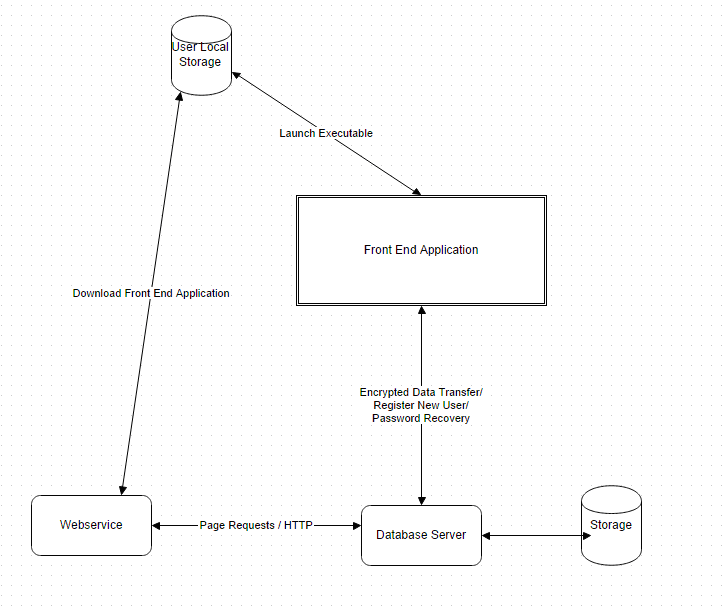 User Local
Storage
Launch Executable
Front End Application
Download Front End Application
Encrypted Data Transfer/
Register New User/
Password Recovery
Webservice
Page Requests / HTTP
Database Server
Storage